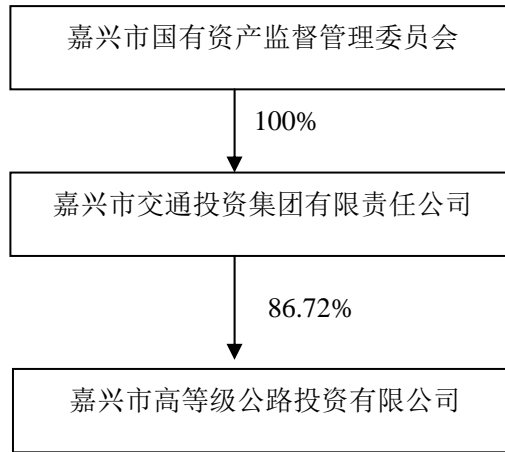 嘉兴市国有资产监督管理委员会
100%
嘉兴市交通投资集团有限责任公司
86.72%
嘉兴市高等级公路投资有限公司